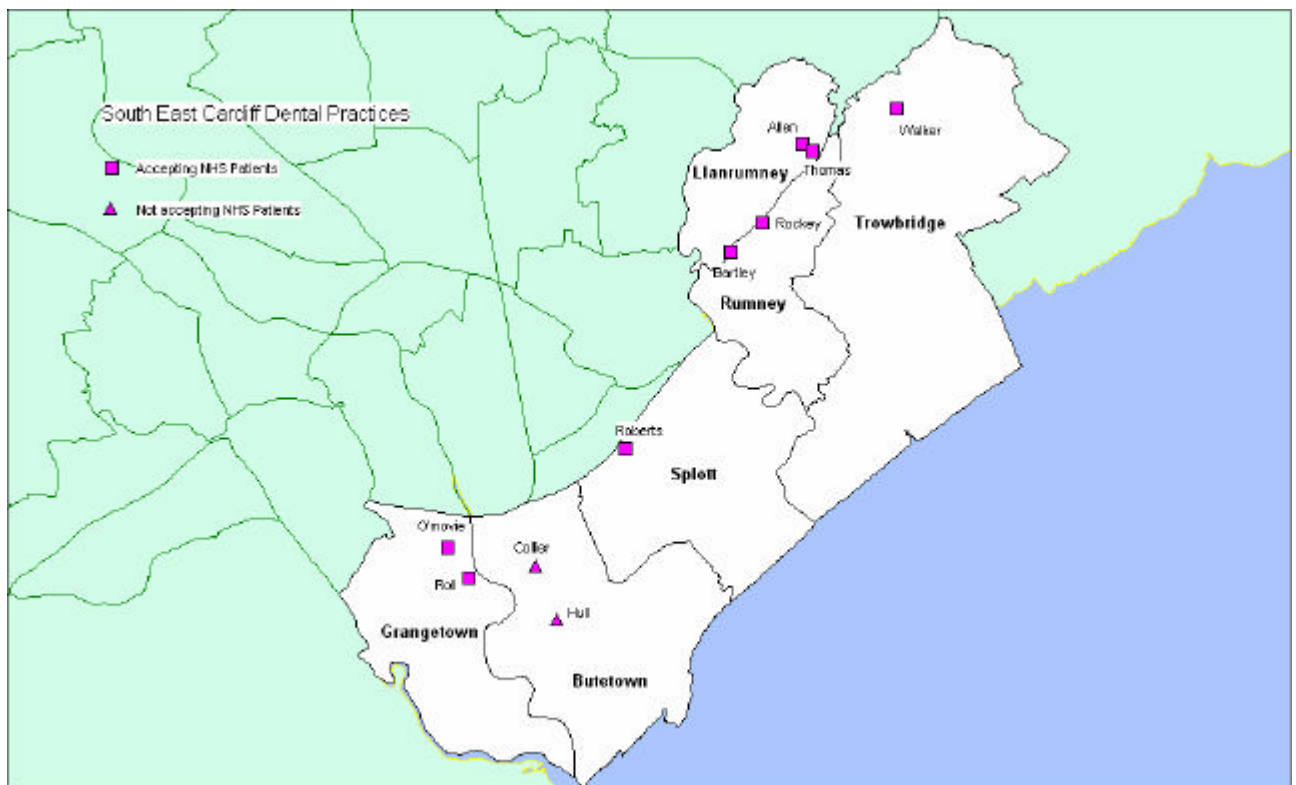 South East Cardiff Dental Practices
Accepting NHS Patients
Not accepting NHS Patients
Allen
Walker
Llanrumney
Thomas
Trowbridge
Rockey
Bartley
Rumney
Roberts
Splott
O'movie
Collier
Roll
Hull
Grangetown
Butetown